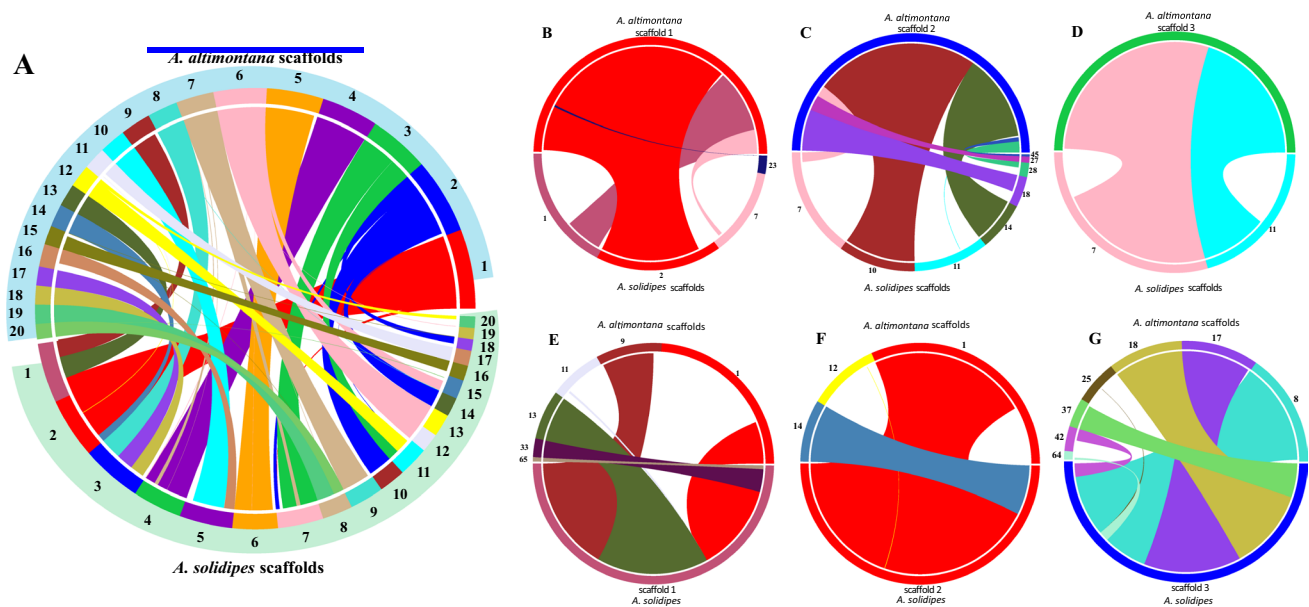 A
A. altimontana scaffolds
1
2
3
4
5
6
7
8
9
10
11
12
13
14
15
16
17
18
19
20
1
2
3
4
5
6
7
8
9
10
11
12
13
14
15
16
17
18
19
20
A. solidipes scaffolds
B
A. altimontana
scaffold 1
23
7
2
1
A. solidipes scaffolds
C
A. altimontana
scaffold 2
45
27
28
18
14
11
10
7
A. solidipes scaffolds
D
A. altimontana
scaffold 3
7
11
A. solidipes scaffolds
E
A. altimontana scaffolds
9
1
11
13
33
65
scaffold 1
A. solidipes
F
A. altimontana scaffolds
1
12
14
scaffold 2
A. solidipes
G
A. altimontana scaffolds
17
18
8
25
37
42
64
scaffold 3
A. solidipes